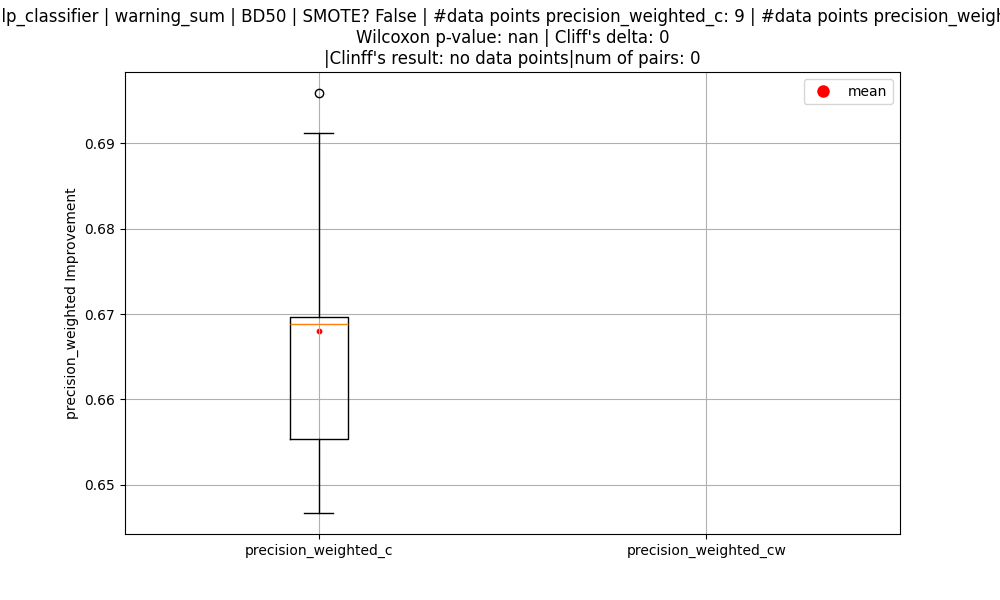 lp_classifier | warning_sum | BD50 | SMOTE? False | #data points precision_weighted_c: 9 | #data points
Wilcoxon p-value: nan | Cliff's delta: 0
|Clinff's result: no data points|num of pairs: 0
mean
0.69
0.68
0.67
0.66
0.65
precision_weighted Improvement
precision_weighted_c
precision_weighted_cw